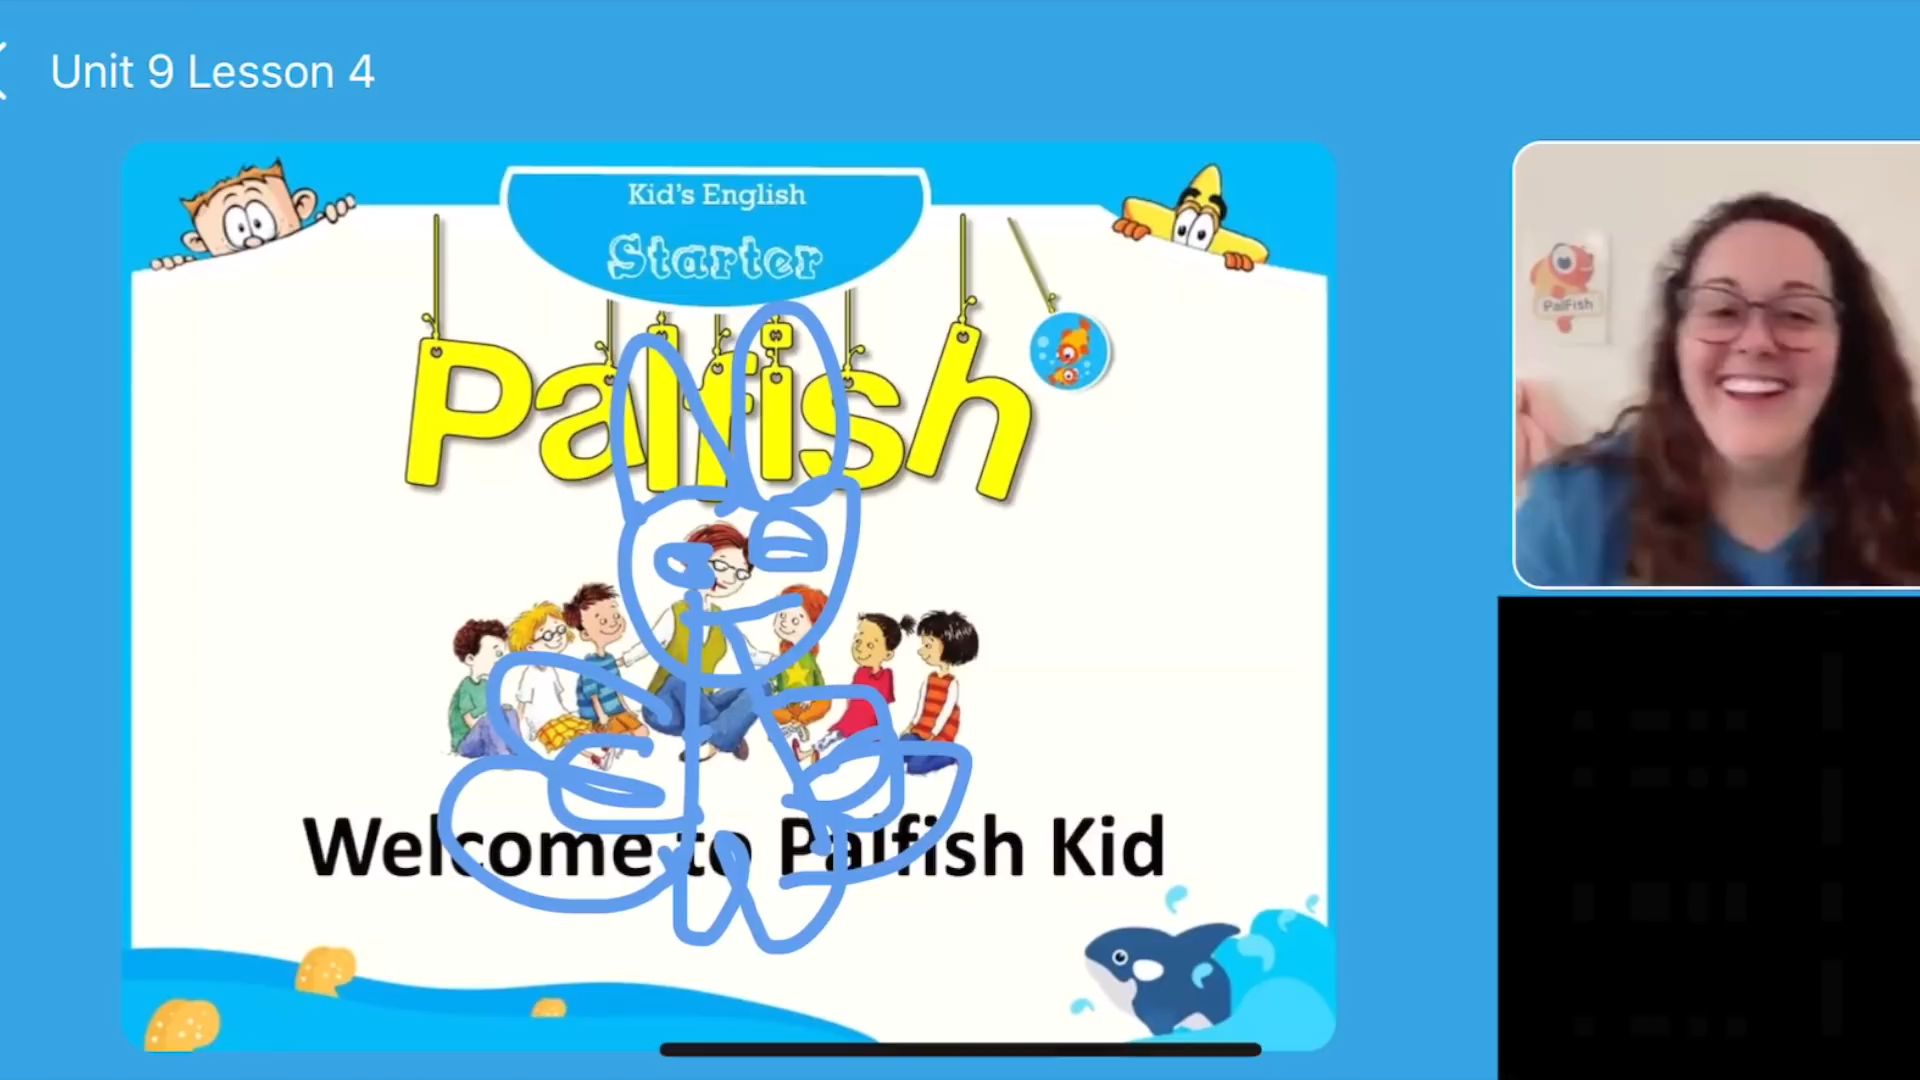 Unit 9 Lesson 4
Kid's English
Starter
Palfish
PalFish
Welcome to Palfish Kid